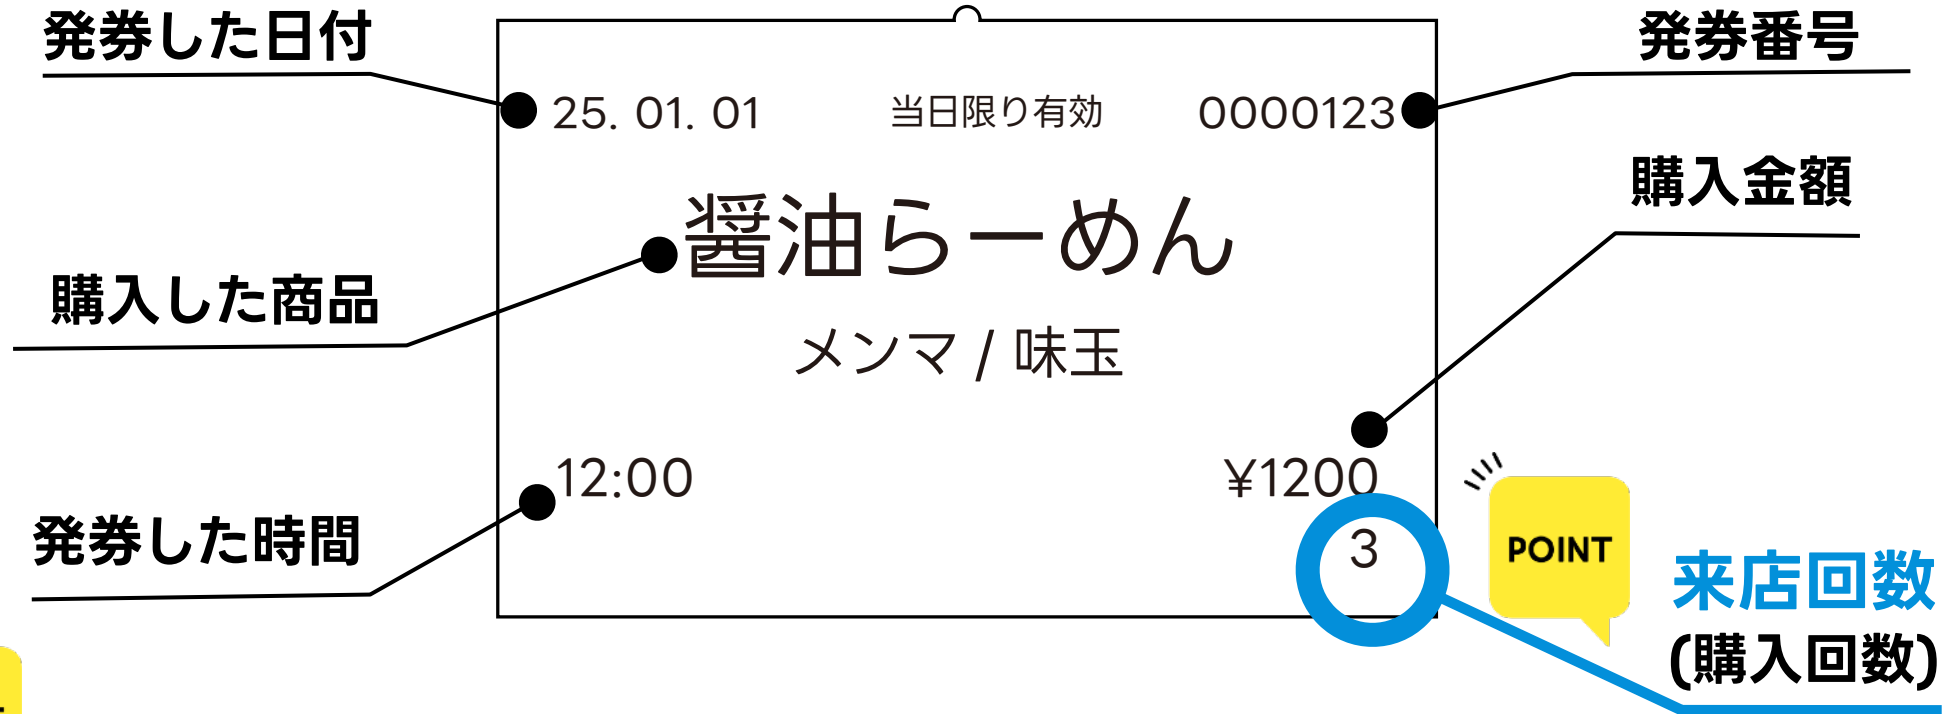 発券した日付
発券番号
25. 01. 01 当日限り有効 0000123
購入金額
醤油らーめん
購入した商品
メンマ / 味玉
12:00 ¥1200
発券した時間
3
POINT
来店回数
(購入回数)